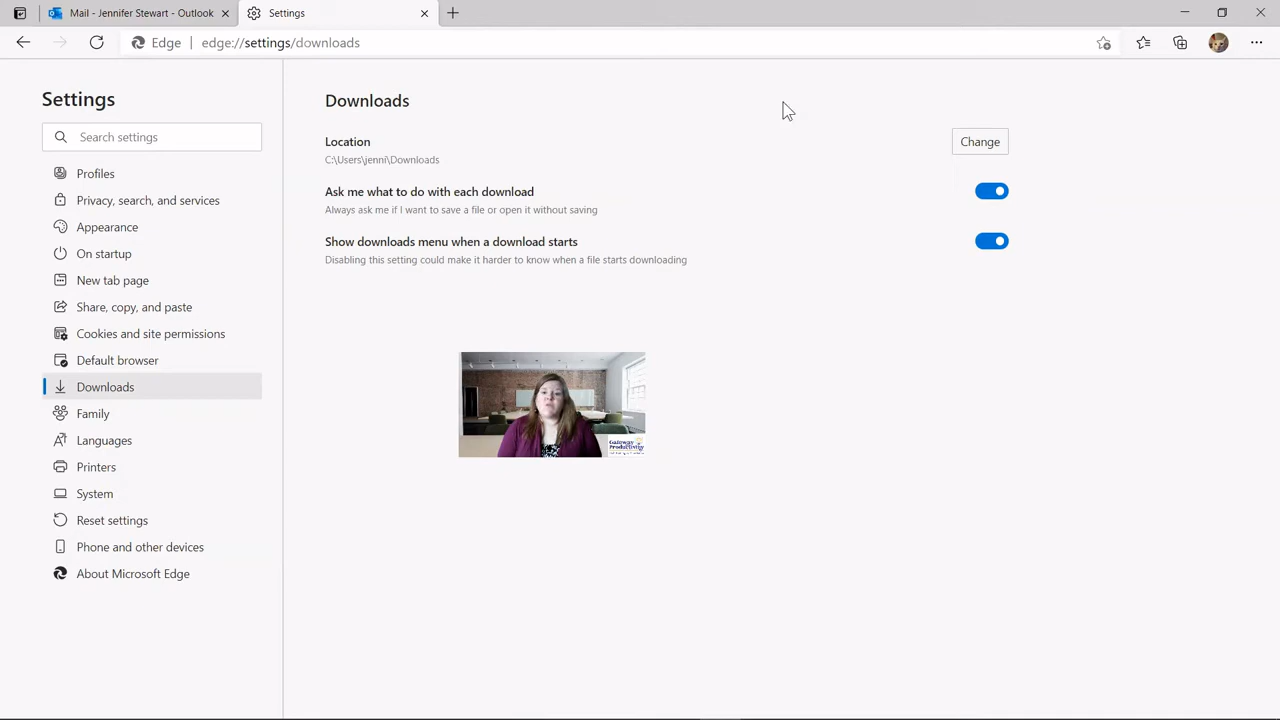 Mail - Jennifer Stewart - Outlook
Settings
Edge
edge://settings/downloads
Settings
Search settings
Profiles
Privacy, search, and services
Appearance
On startup
New tab page
Share, copy, and paste
Cookies and site permissions
Default browser
Downloads
Family
Languages
Printers
System
Reset settings
Phone and other devices
About Microsoft Edge
Downloads
Location
C:\Users\jenni\Downloads
Change
Ask me what to do with each download
Always ask me if I want to save a file or open it without saving
Show downloads menu when a download starts
Disabling this setting could make it harder to know when a file starts downloading
Gateway
Productivity